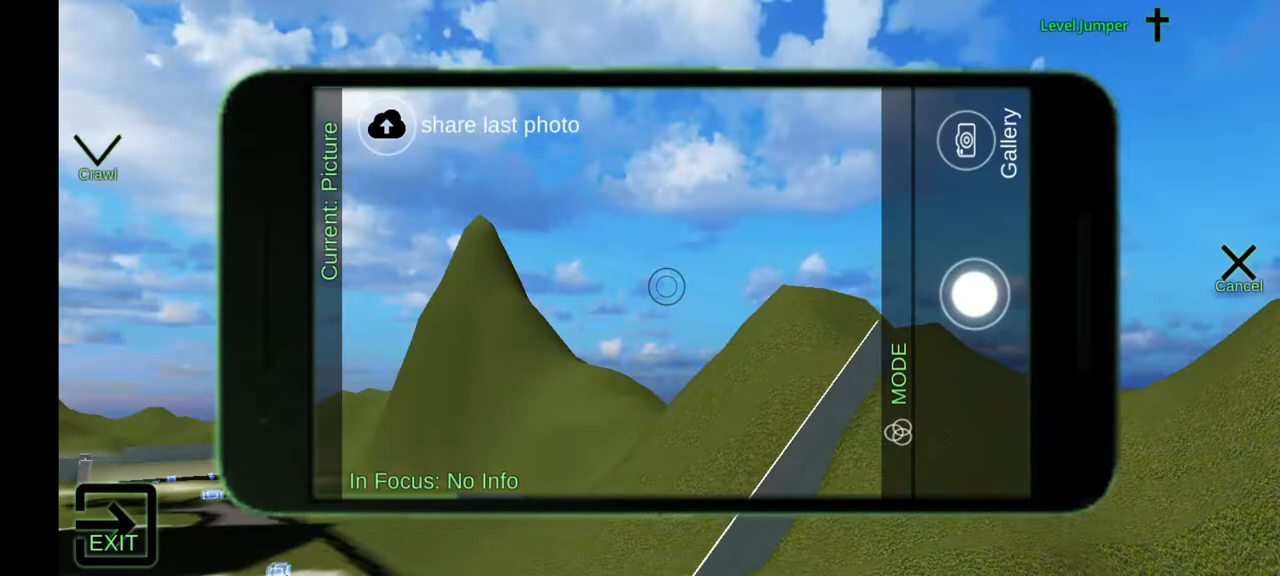 Level Jumper
share last photo
Gallery
Current: Picture
Crawl
Cancel
MODE
In Focus: No Info
EXIT